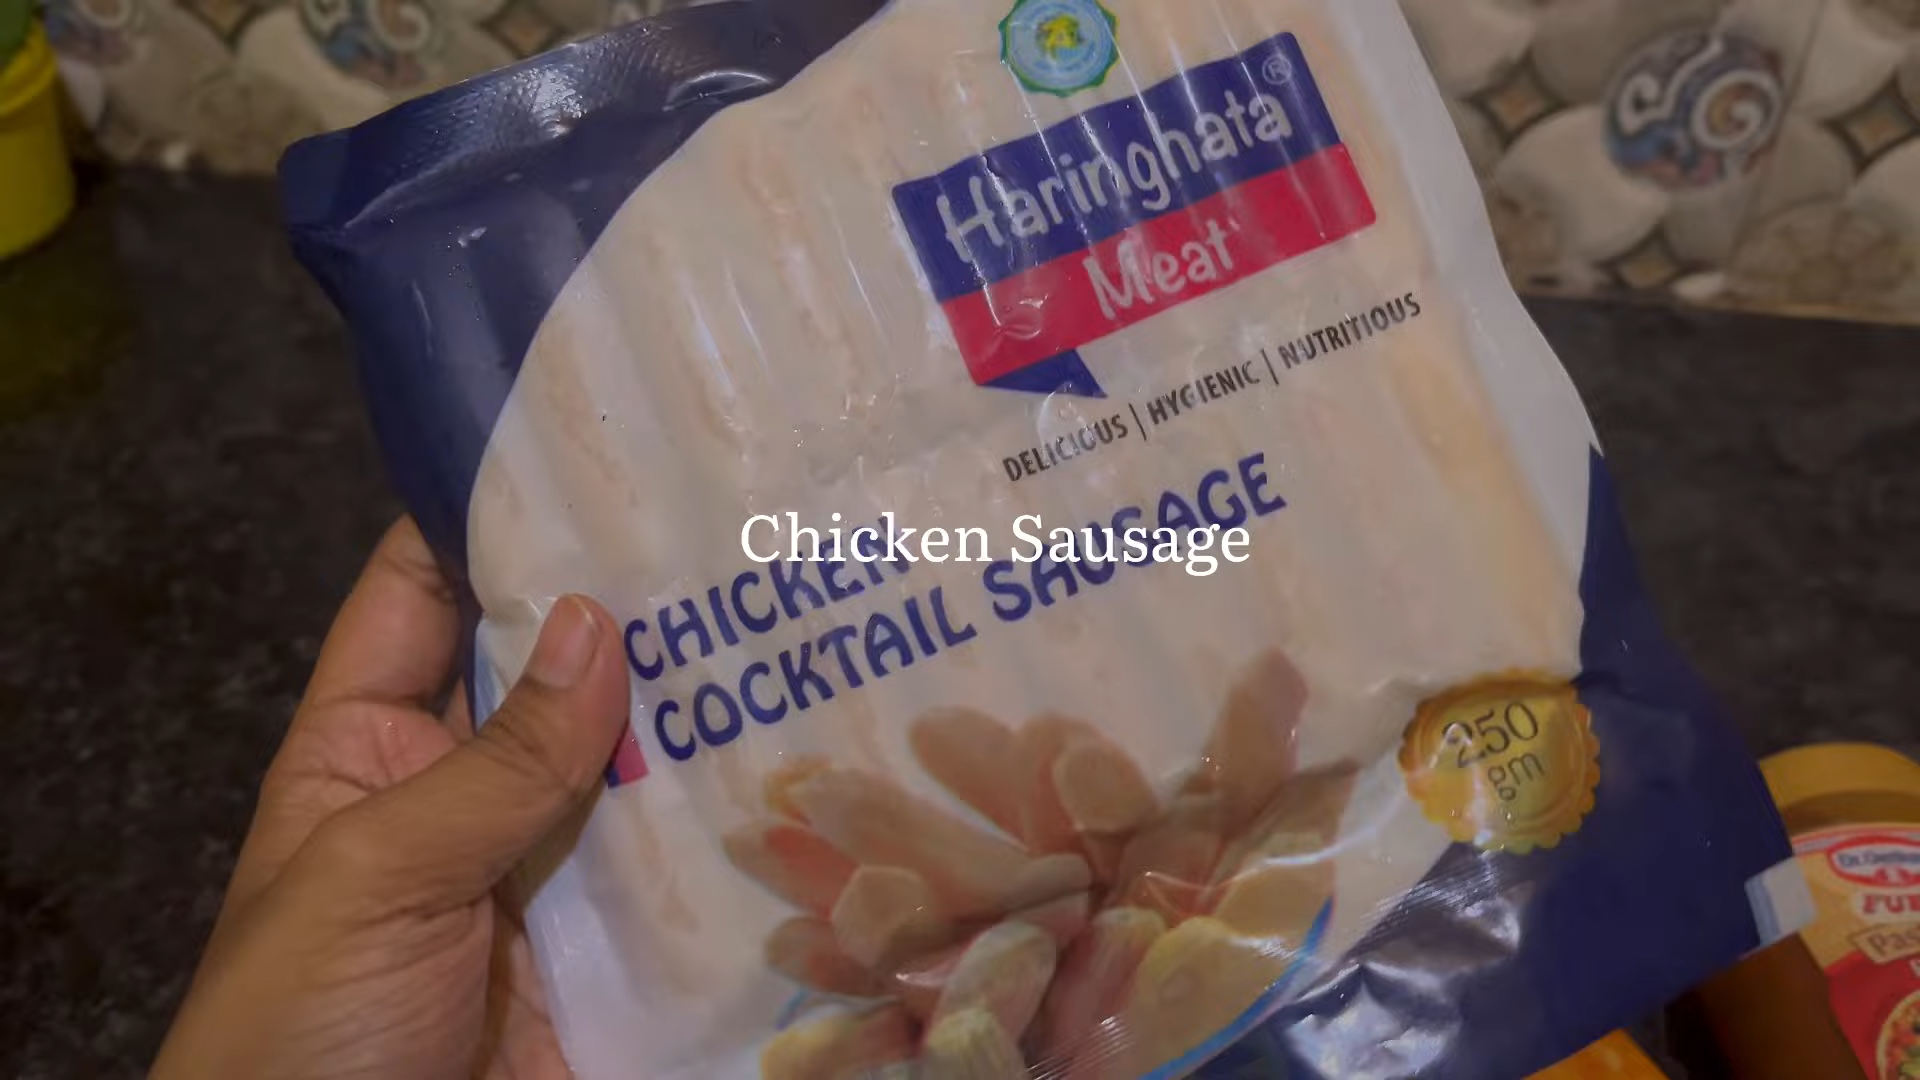 Haringhata®
Meat
DELICIOUS | HYGIENIC | NUTRITIOUS
Chicken Sausage
CHICKEN
COCKTAIL SAUSAGE
250
gm